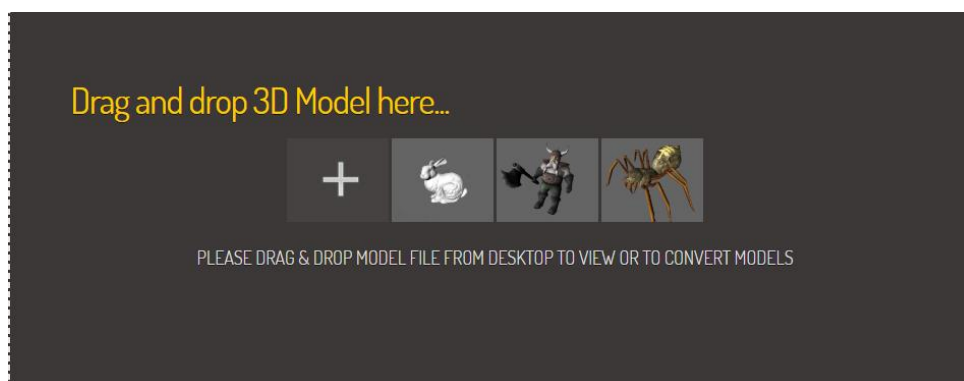 Drag and drop 3D Model here...
PLEASE DRAG & DROP MODEL FILE FROM DESKTOP TO VIEW OR TO CONVERT MODELS